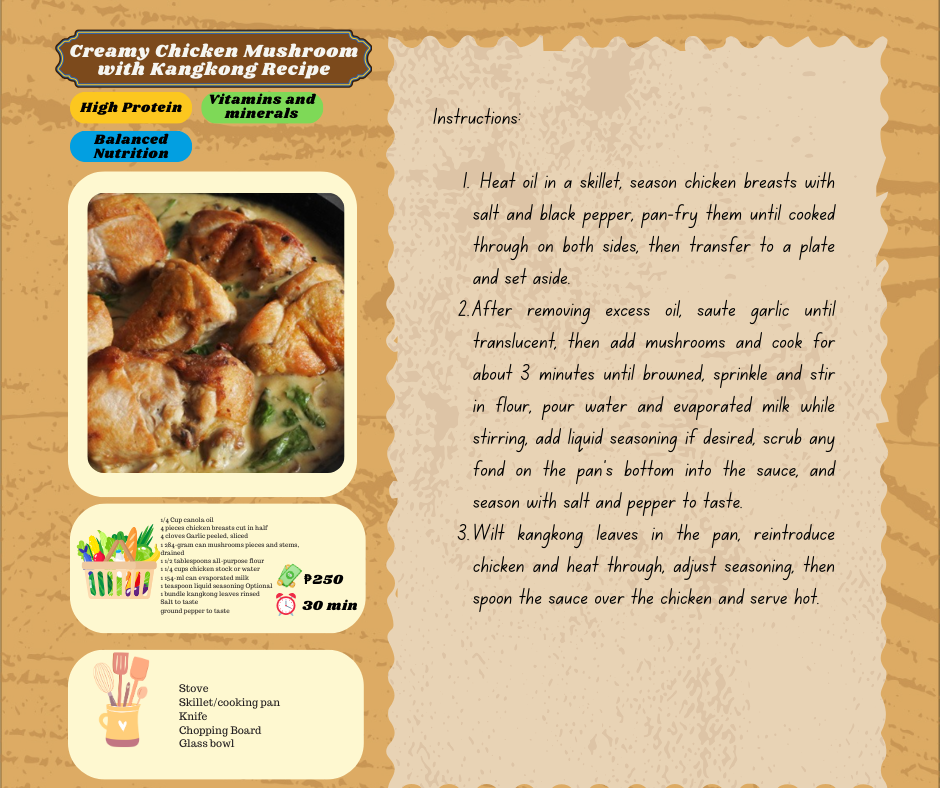 Creamy Chicken Mushroom
with Kangkong Recipe
High Protein
Vitamins and
minerals
Balanced
Nutrition
1/4 Cup canola oil
4 pieces chicken breasts cut in half
4 cloves Garlic peeled, sliced
1 284-gram can mushrooms pieces and stems,
drained
1 1/2 tablespoons all-purpose flour
1 1/4 cups chicken stock or water
1 154-ml can evaporated milk
1 teaspoon liquid seasoning Optional
1 bundle kangkong leaves rinsed
Salt to taste
ground pepper to taste
₱250
30 min
Stove
Skillet/cooking pan
Knife
Chopping Board
Glass bowl
Instructions:
1. Heat oil in a skillet, season chicken breasts with
salt and black pepper, pan-fry them until cooked
through on both sides, then transfer to a plate
and set aside.
2. After removing excess oil, saute garlic until
translucent, then add mushrooms and cook for
about 3 minutes until browned, sprinkle and stir
in flour, pour water and evaporated milk while
stirring, add liquid seasoning if desired, scrub any
fond on the pan's bottom into the sauce, and
season with salt and pepper to taste.
3. Wilt kangkong leaves in the pan, reintroduce
chicken and heat through, adjust seasoning, then
spoon the sauce over the chicken and serve hot.